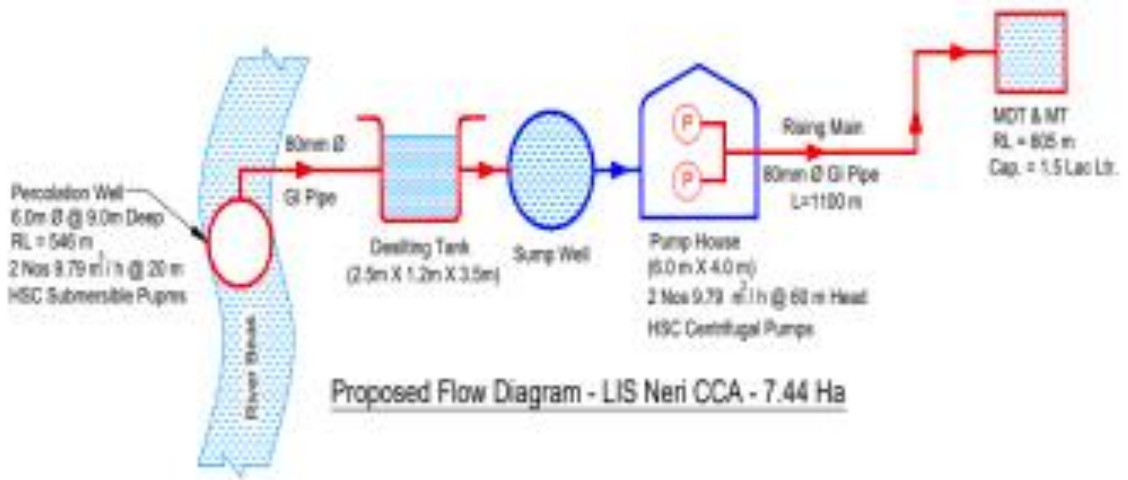 Percolation Well
6.0m Ø @ 9.0m Deep
RL = 546 m
2 Nos 9.79 m³/h @ 20 m
HSC Submersible Pupms
River Beas
80mm Ø
GI Pipe
Desilting Tank
(2.5m X 1.2m X 3.5m)
Sump Well
P
P
Pump House
(6.0 m X 4.0 m)
2 Nos 9.79 m³/h @ 60 m Head
HSC Centrifugal Pumps
Rising Main
80mm Ø GI Pipe
L=1100 m
MDT & MT
RL = 605 m
Cap. = 1.5 Lac Ltr.
Proposed Flow Diagram - LIS Neri CCA - 7.44 Ha